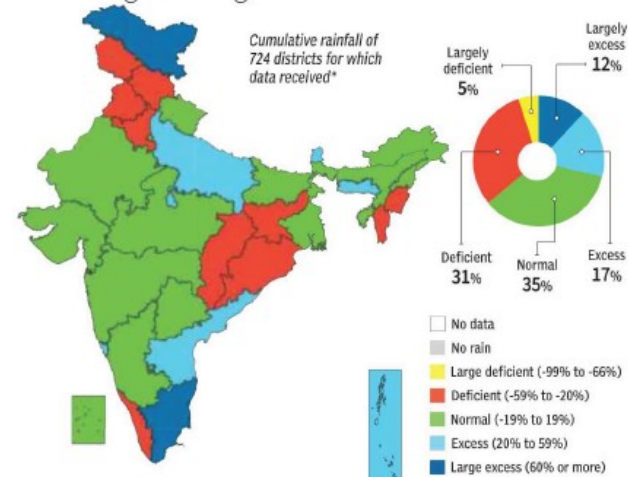 Cumulative rainfall of
724 districts for which
data received*
Largely
deficient
5%
Largely
excess
12%
Deficient
31%
Normal
35%
Excess
17%
No data
No rain
Large deficient (-99% to -66%)
Deficient (-59% to -20%)
Normal (-19% to 19%)
Excess (20% to 59%)
Large excess (60% or more)